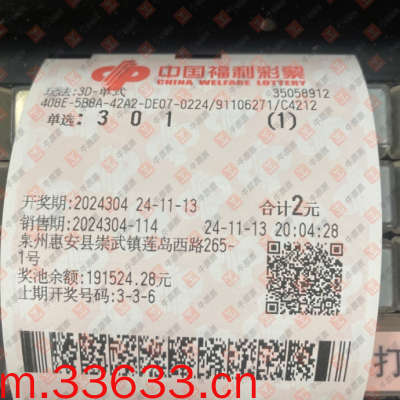 中国福利彩票
CHINA WELFARE LOTTERY
玩法:3D-单式 35058912
408E-5B8A-42A2-DE07-0224/91106271/C4212
单选: 3 0 1 (1)
开奖期:2024304 24-11-13 合计2元
销售期:2024304-114 24-11-13 20:04:28
泉州惠安县崇武镇莲岛西路265-
1号
奖池余额:191524.28元
上期开奖号码:3-3-6
打
m.33633.cn